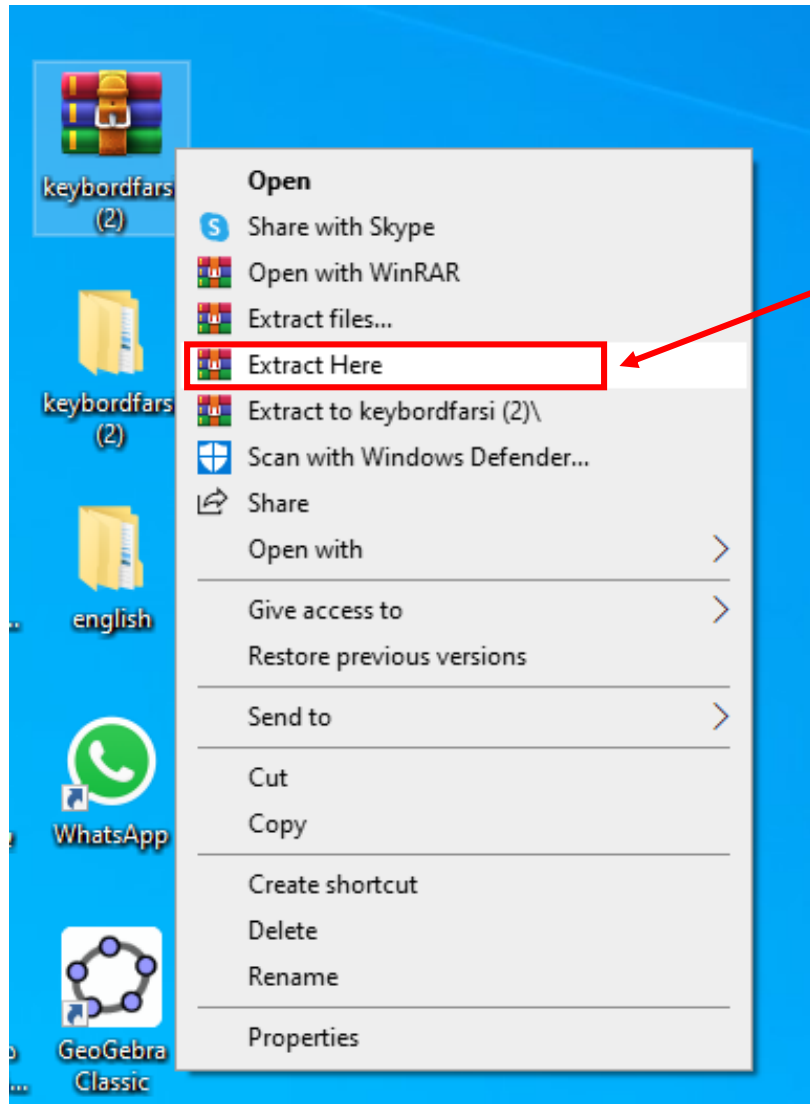 keybordfarsi
(2)
keybordfarsi
(2)
english
WhatsApp
GeoGebra
Classic
Open
Share with Skype
Open with WinRAR
Extract files...
Extract Here
Extract to keybordfarsi (2)\
Scan with Windows Defender...
Share
Open with
Give access to
Restore previous versions
Send to
Cut
Copy
Create shortcut
Delete
Rename
Properties